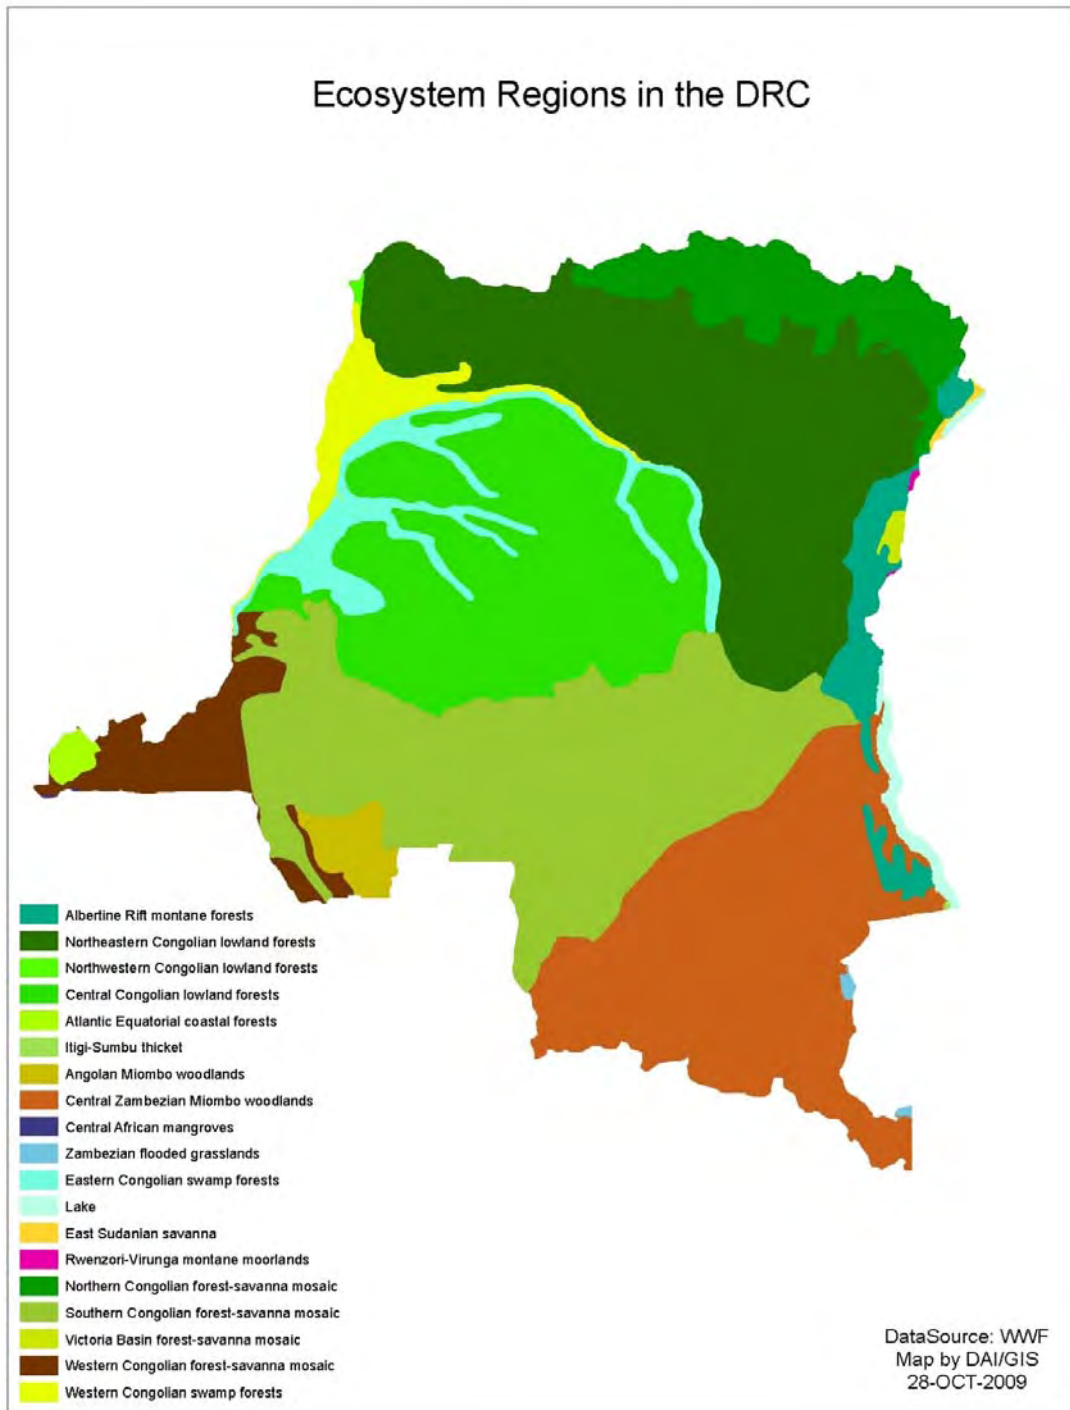 Ecosystem Regions in the DRC
Albertine Rift montane forests
Northeastern Congolian lowland forests
Northwestern Congolian lowland forests
Central Congolian lowland forests
Atlantic Equatorial coastal forests
Itigi-Sumbu thicket
Angolan Miombo woodlands
Central Zambezian Miombo woodlands
Central African mangroves
Zambezian flooded grasslands
Eastern Congolian swamp forests
Lake
East Sudanian savanna
Rwenzori-Virunga montane moorlands
Northern Congolian forest-savanna mosaic
Southern Congolian forest-savanna mosaic
Victoria Basin forest-savanna mosaic
Western Congolian forest-savanna mosaic
Western Congolian swamp forests
DataSource: WWF
Map by DAI/GIS
28-OCT-2009